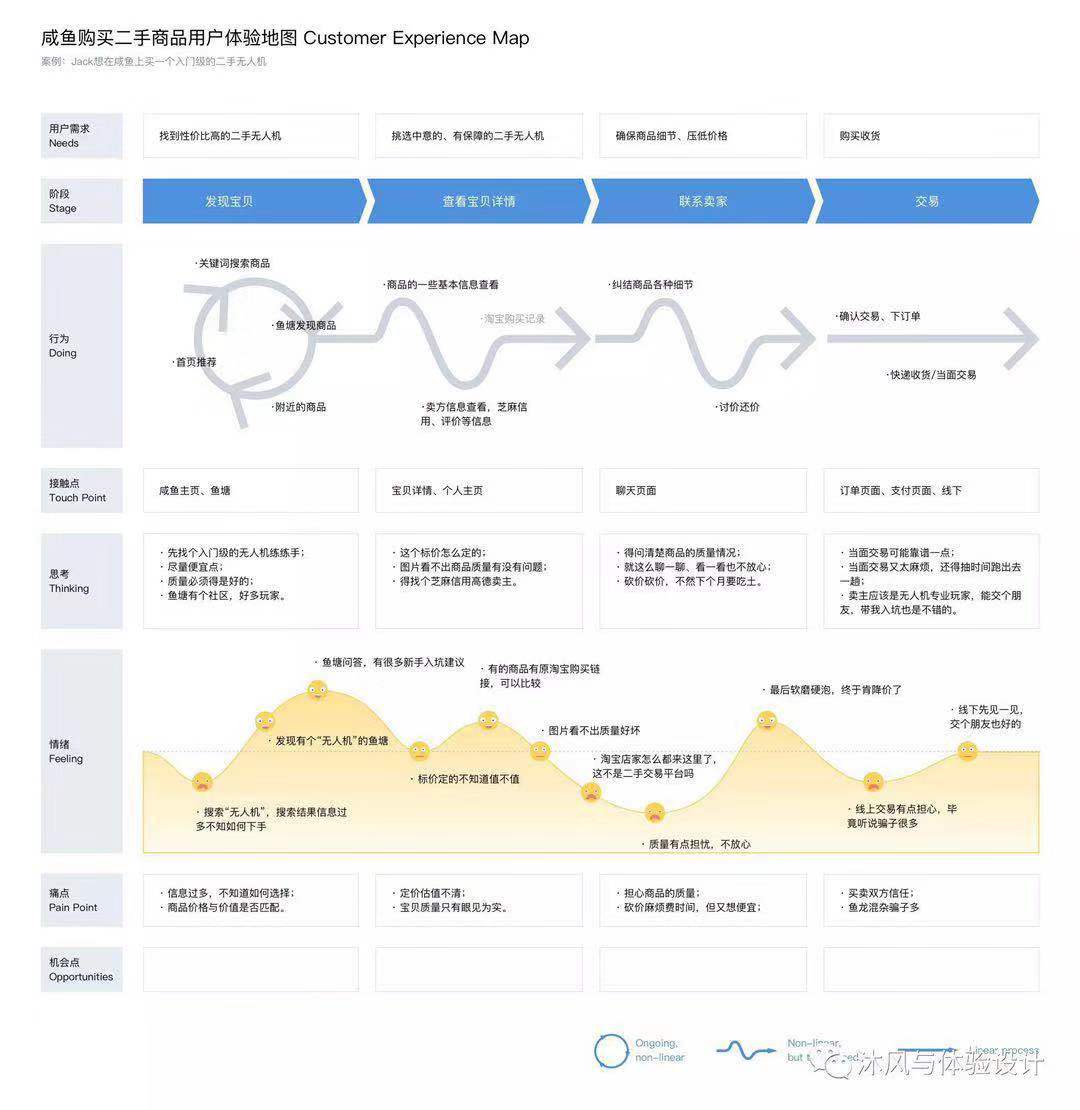 咸鱼购买二手商品用户体验地图 Customer Experience Map
案例：Jack想在咸鱼上买一个入门级的二手无人机
用户需求
Needs
找到性价比高的二手无人机
挑选中意的、有保障的二手无人机
确保商品细节、压低价格
购买收货
阶段
Stage
发现宝贝
查看宝贝详情
联系卖家
交易
行为
Doing
·关键词搜索商品
·鱼塘发现商品
·首页推荐
·附近的商品
·商品的一些基本信息查看
·淘宝购买记录
·卖方信息查看，芝麻信
用、评价等信息
·纠结商品各种细节
·讨价还价
·确认交易、下订单
·快递收货/当面交易
接触点
Touch Point
咸鱼主页、鱼塘
宝贝详情、个人主页
聊天页面
订单页面、支付页面、线下
思考
Thinking
· 先找个入门级的无人机练练手；
· 尽量便宜点；
· 质量必须得是好的；
· 鱼塘有个社区，好多玩家。
· 这个标价怎么定的；
· 图片看不出商品质量有没有问题；
· 得找个芝麻信用高德卖主。
· 得问清楚商品的质量情况；
· 就这么聊一聊、看一看也不放心；
· 砍价砍价，不然下个月要吃土。
· 当面交易可能靠谱一点；
· 当面交易又太麻烦，还得抽时间跑出去
一趟；
· 卖主应该是无人机专业玩家，能交个朋
友，带我入坑也是不错的。
情绪
Feeling
· 鱼塘问答，有很多新手入坑建议
· 有的商品有原淘宝购买链
接，可以比较
· 最后软磨硬泡，终于肯降价了
· 线下先见一见，
交个朋友也好的
· 发现有个“无人机”的鱼塘
· 图片看不出质量好坏
· 标价定的不知道值不值
· 淘宝店家怎么都来这里了，
这不是二手交易平台吗
· 搜索“无人机”，搜索结果信息过
多不知如何下手
· 线上交易有点担心，毕
竟听说骗子很多
· 质量有点担忧，不放心
痛点
Pain Point
· 信息过多，不知道如何选择；
· 商品价格与价值是否匹配。
· 定价估值不清；
· 宝贝质量只有眼见为实。
· 担心商品的质量；
· 砍价麻烦费时间，但又想便宜；
· 买卖双方信任；
· 鱼龙混杂骗子多
机会点
Opportunities
Ongoing,
non-linear
Non-linear,
but
Linear process
沐风与体验设计